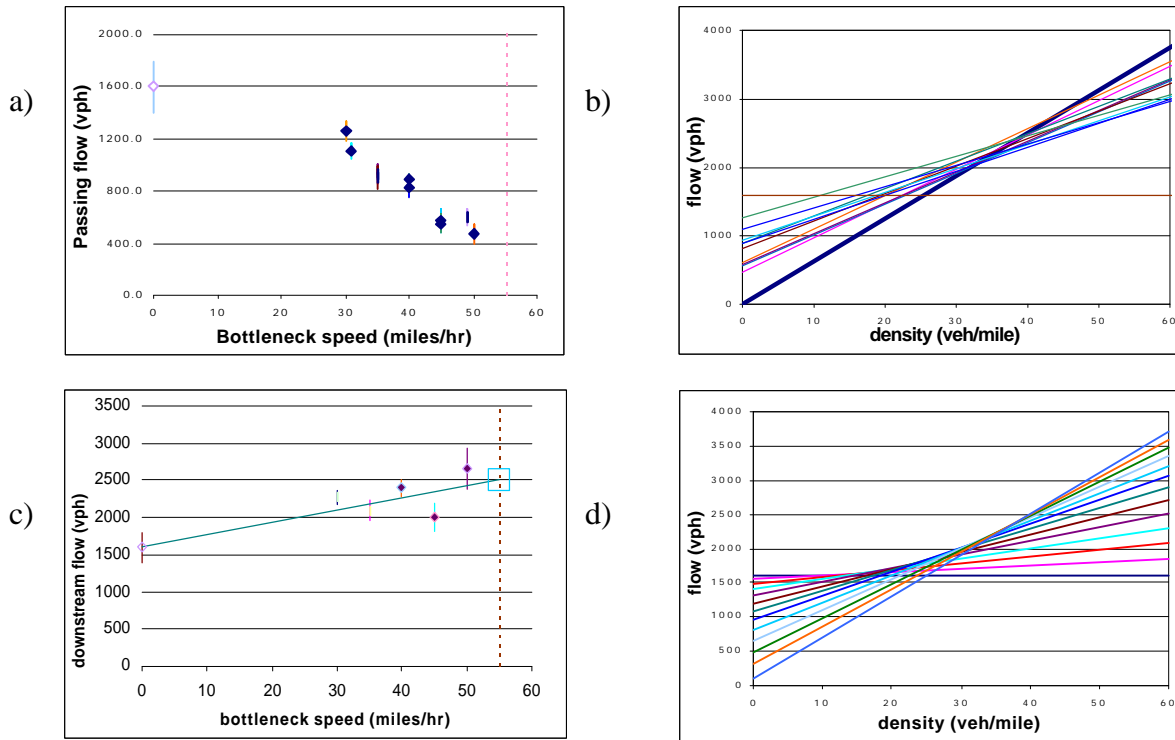 a)
Passing flow (vph)
2000.0
1600.0
1200.0
800.0
400.0
0.0
0 10 20 30 40 50 60
Bottleneck speed (miles/hr)
b)
flow (vph)
4000
3000
2000
1000
0
0 10 20 30 40 50 60
density (veh/mile)
c)
downstream flow (vph)
3500
3000
2500
2000
1500
1000
500
0
0 10 20 30 40 50 60
bottleneck speed (miles/hr)
d)
flow (vph)
4000
3500
3000
2500
2000
1500
1000
500
0
0 10 20 30 40 50 60
density (veh/mile)